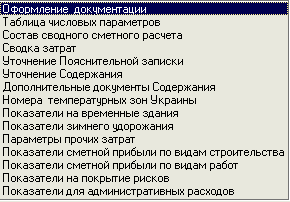 Оформление документации
Таблица числовых параметров
Состав сводного сметного расчета
Сводка затрат
Уточнение Пояснительной записки
Уточнение Содержания
Дополнительные документы Содержания
Номера температурных зон Украины
Показатели на временные здания
Показатели зимнего удорожания
Параметры прочих затрат
Показатели сметной прибыли по видам строительства
Показатели сметной прибыли по видам работ
Показатели на покрытие рисков
Показатели для административных расходов